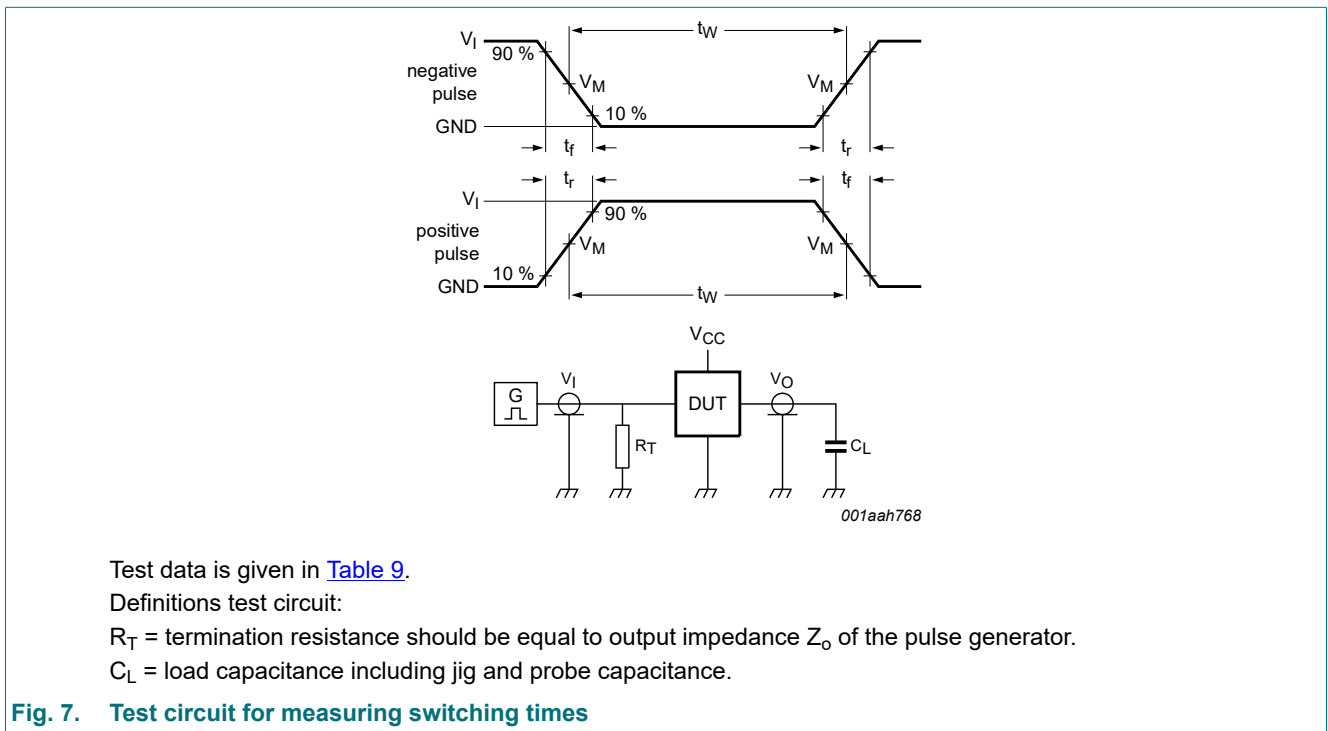 tW
VI
90 %
negative
pulse
VM
VM
10 %
GND
tf
tr
tr
tf
VI
90 %
positive
pulse
VM
VM
10 %
GND
tW
VCC
G
VI
DUT
VO
RT
CL
001aah768
Test data is given in Table 9.
Definitions test circuit:
RT = termination resistance should be equal to output impedance Zo of the pulse generator.
CL = load capacitance including jig and probe capacitance.
Fig. 7. Test circuit for measuring switching times